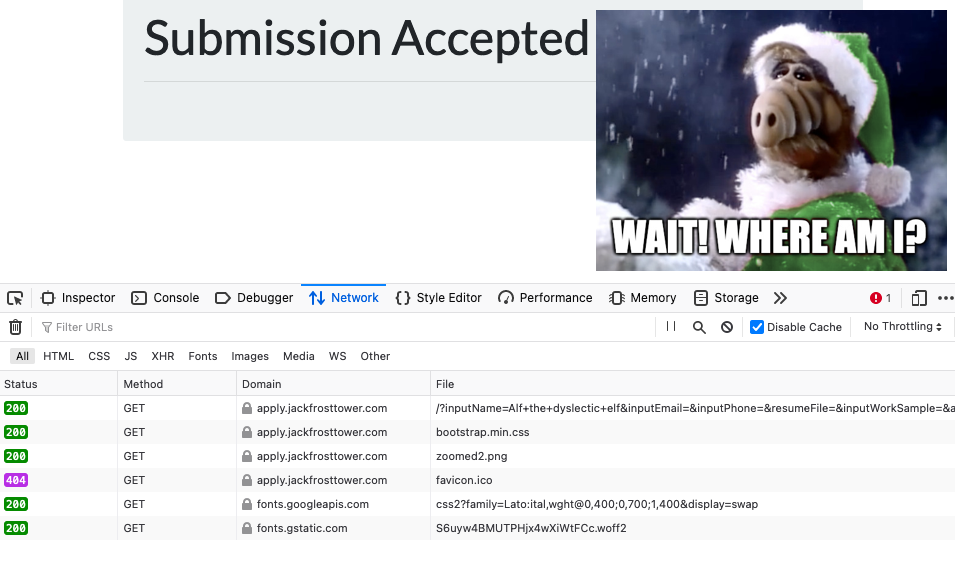 Submission Accepted
WAIT! WHERE AM I?
Inspector Console Debugger Network Style Editor Performance Memory Storage 1
Filter URLs Disable Cache No Throttling
All HTML CSS JS XHR Fonts Images Media WS Other
Status Method Domain File
200 GET apply.jackfrosttower.com /?inputName=Alf+the+dyslectic+elf&inputEmail=&inputPhone=&resumeFile=&inputWorkSample=&a
200 GET apply.jackfrosttower.com bootstrap.min.css
200 GET apply.jackfrosttower.com zoomed2.png
404 GET apply.jackfrosttower.com favicon.ico
200 GET fonts.googleapis.com css2?family=Lato:ital,wght@0,400;0,700;1,400&display=swap
200 GET fonts.gstatic.com S6uyw4BMUTPHjx4wXiWtFCc.woff2